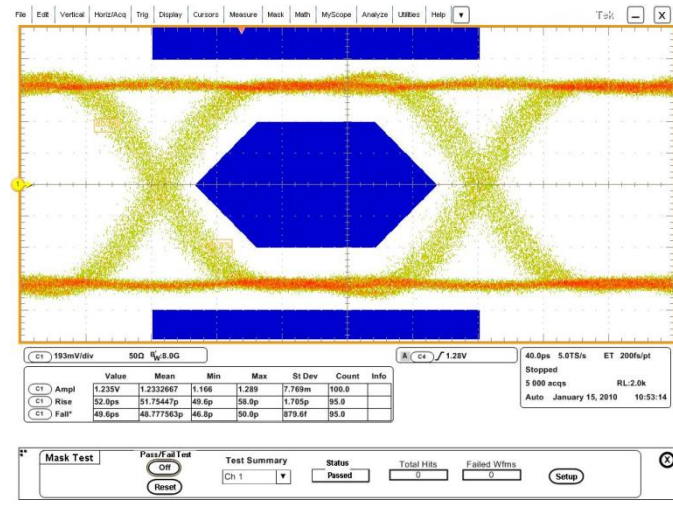 File Edit Vertical Horiz/Acq Trig Display Cursors Measure Mask Math MyScope Analyze Utilities Help Tek X
1
C1 193mV/div 50Ω BW:8.0G
A C4 1.28V
40.0ps 5.0TS/s ET 200fs/pt
Stopped
5 000 acqs RL:2.0k
Auto January 15, 2010 10:53:14
Value Mean Min Max St Dev Count Info
C1 Ampl 1.235V 1.2332667 1.166 1.289 7.769m 100.0
C1 Rise 52.0ps 51.75447p 49.6p 58.0p 1.705p 95.0
C1 Fall* 49.6ps 48.777563p 46.8p 50.0p 879.6f 95.0
Mask Test
Pass/Fail Test
Off
Reset
Test Summary
Ch 1
Status
Passed
Total Hits
0
Failed Wfms
0
Setup
X